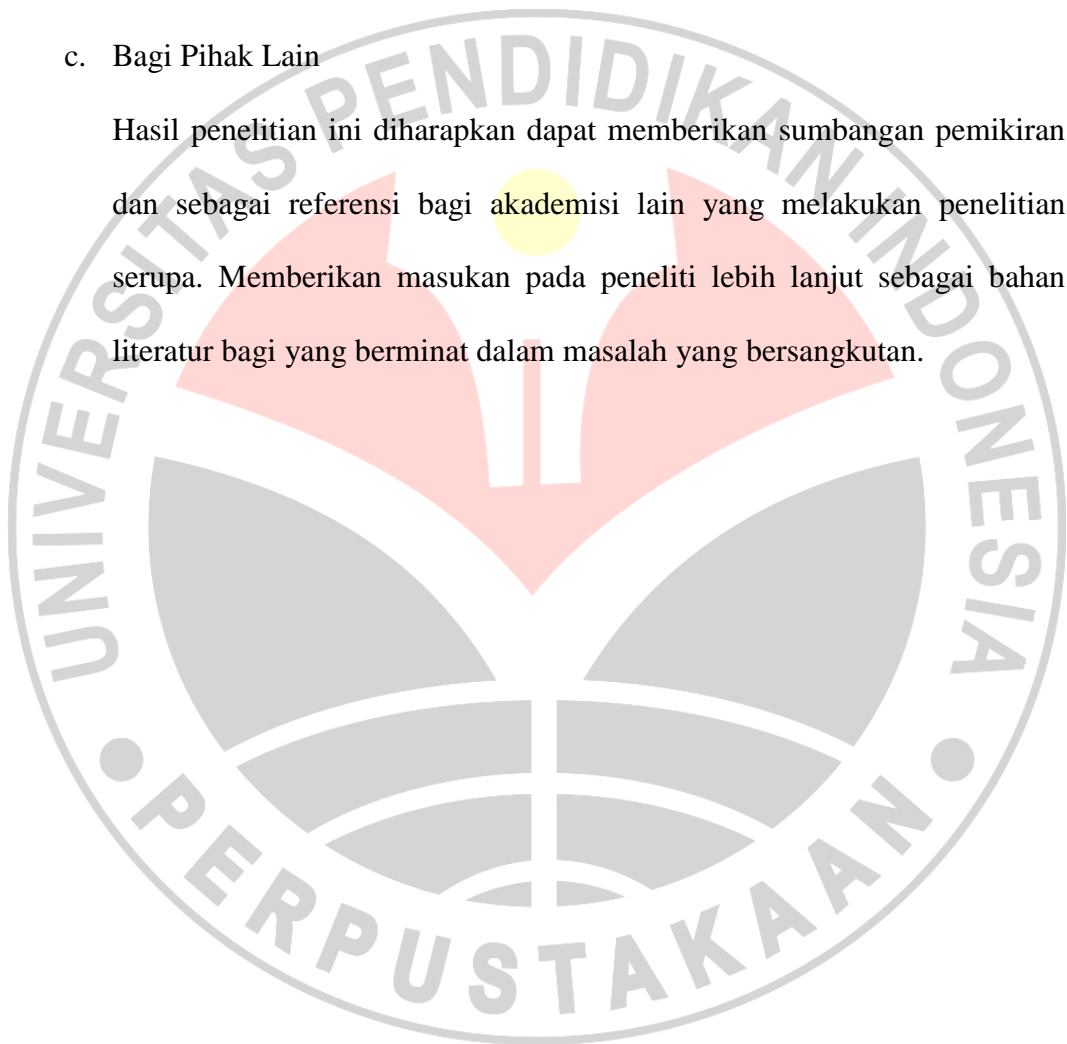 c. Bagi Pihak Lain
Hasil penelitian ini diharapkan dapat memberikan sumbangan pemikiran
dan sebagai referensi bagi akademisi lain yang melakukan penelitian
serupa. Memberikan masukan pada peneliti lebih lanjut sebagai bahan
literatur bagi yang berminat dalam masalah yang bersangkutan.
UNIVERSITAS PENDIDIKAN INDONESIA
PERPUSTAKAAN